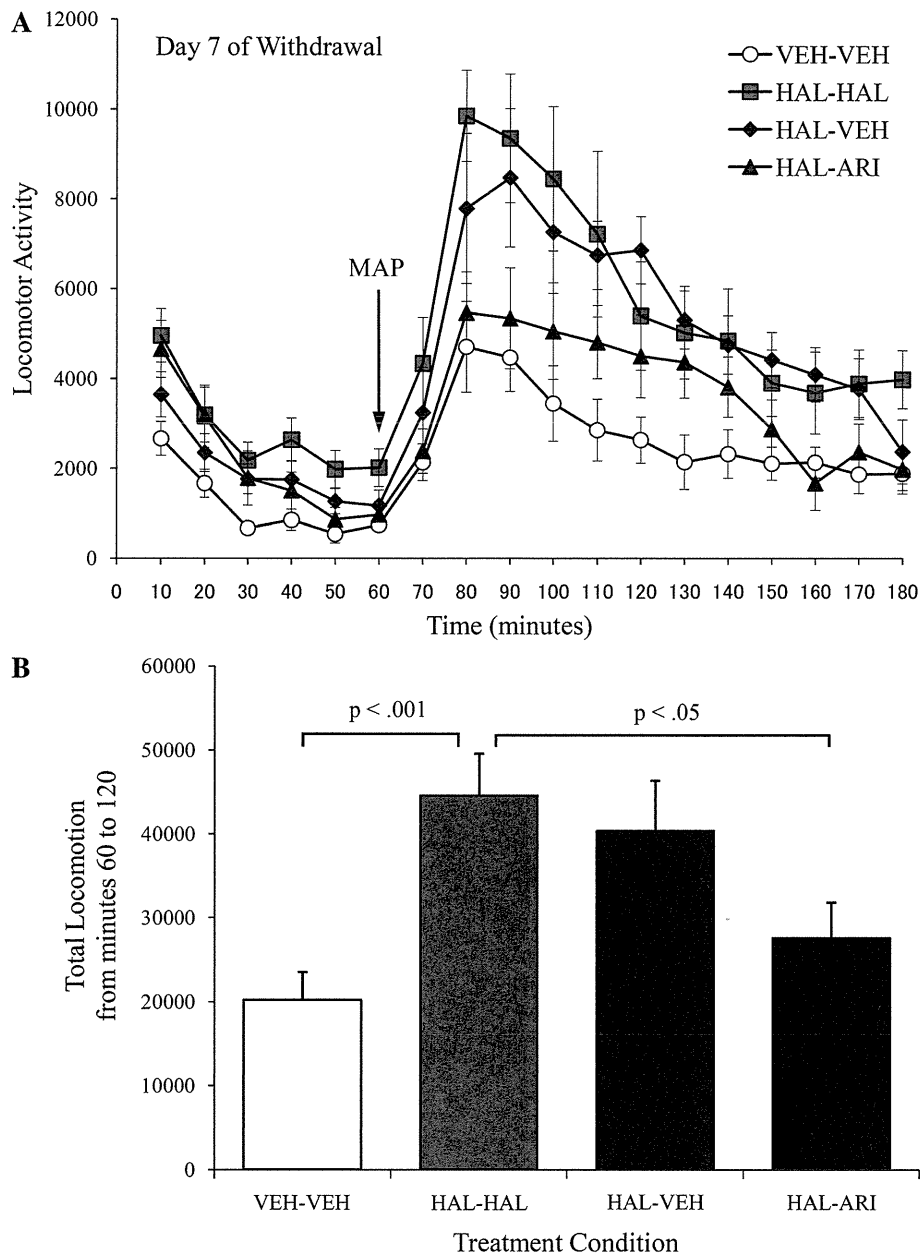 A
12000
10000
8000
6000
4000
2000
0
Locomotor Activity
Day 7 of Withdrawal
VEH-VEH
HAL-HAL
HAL-VEH
HAL-ARI
MAP
0 10 20 30 40 50 60 70 80 90 100 110 120 130 140 150 160 170 180
Time (minutes)
B
60000
50000
40000
30000
20000
10000
0
Total Locomotion
from minutes 60 to 120
p < .001
p < .05
VEH-VEH HAL-HAL HAL-VEH HAL-ARI
Treatment Condition